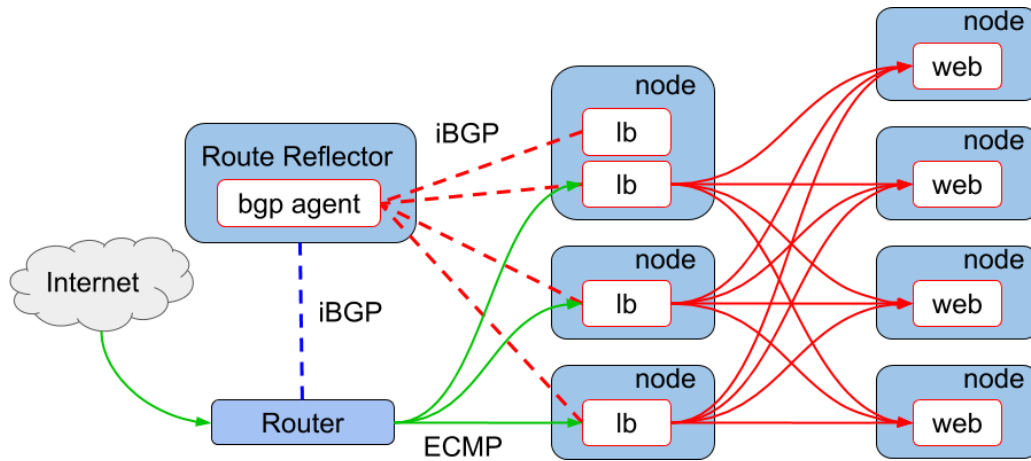 node
web
node
lb
lb
iBGP
Route Reflector
bgp agent
node
web
Internet
iBGP
node
lb
node
web
Router
ECMP
node
lb
node
web